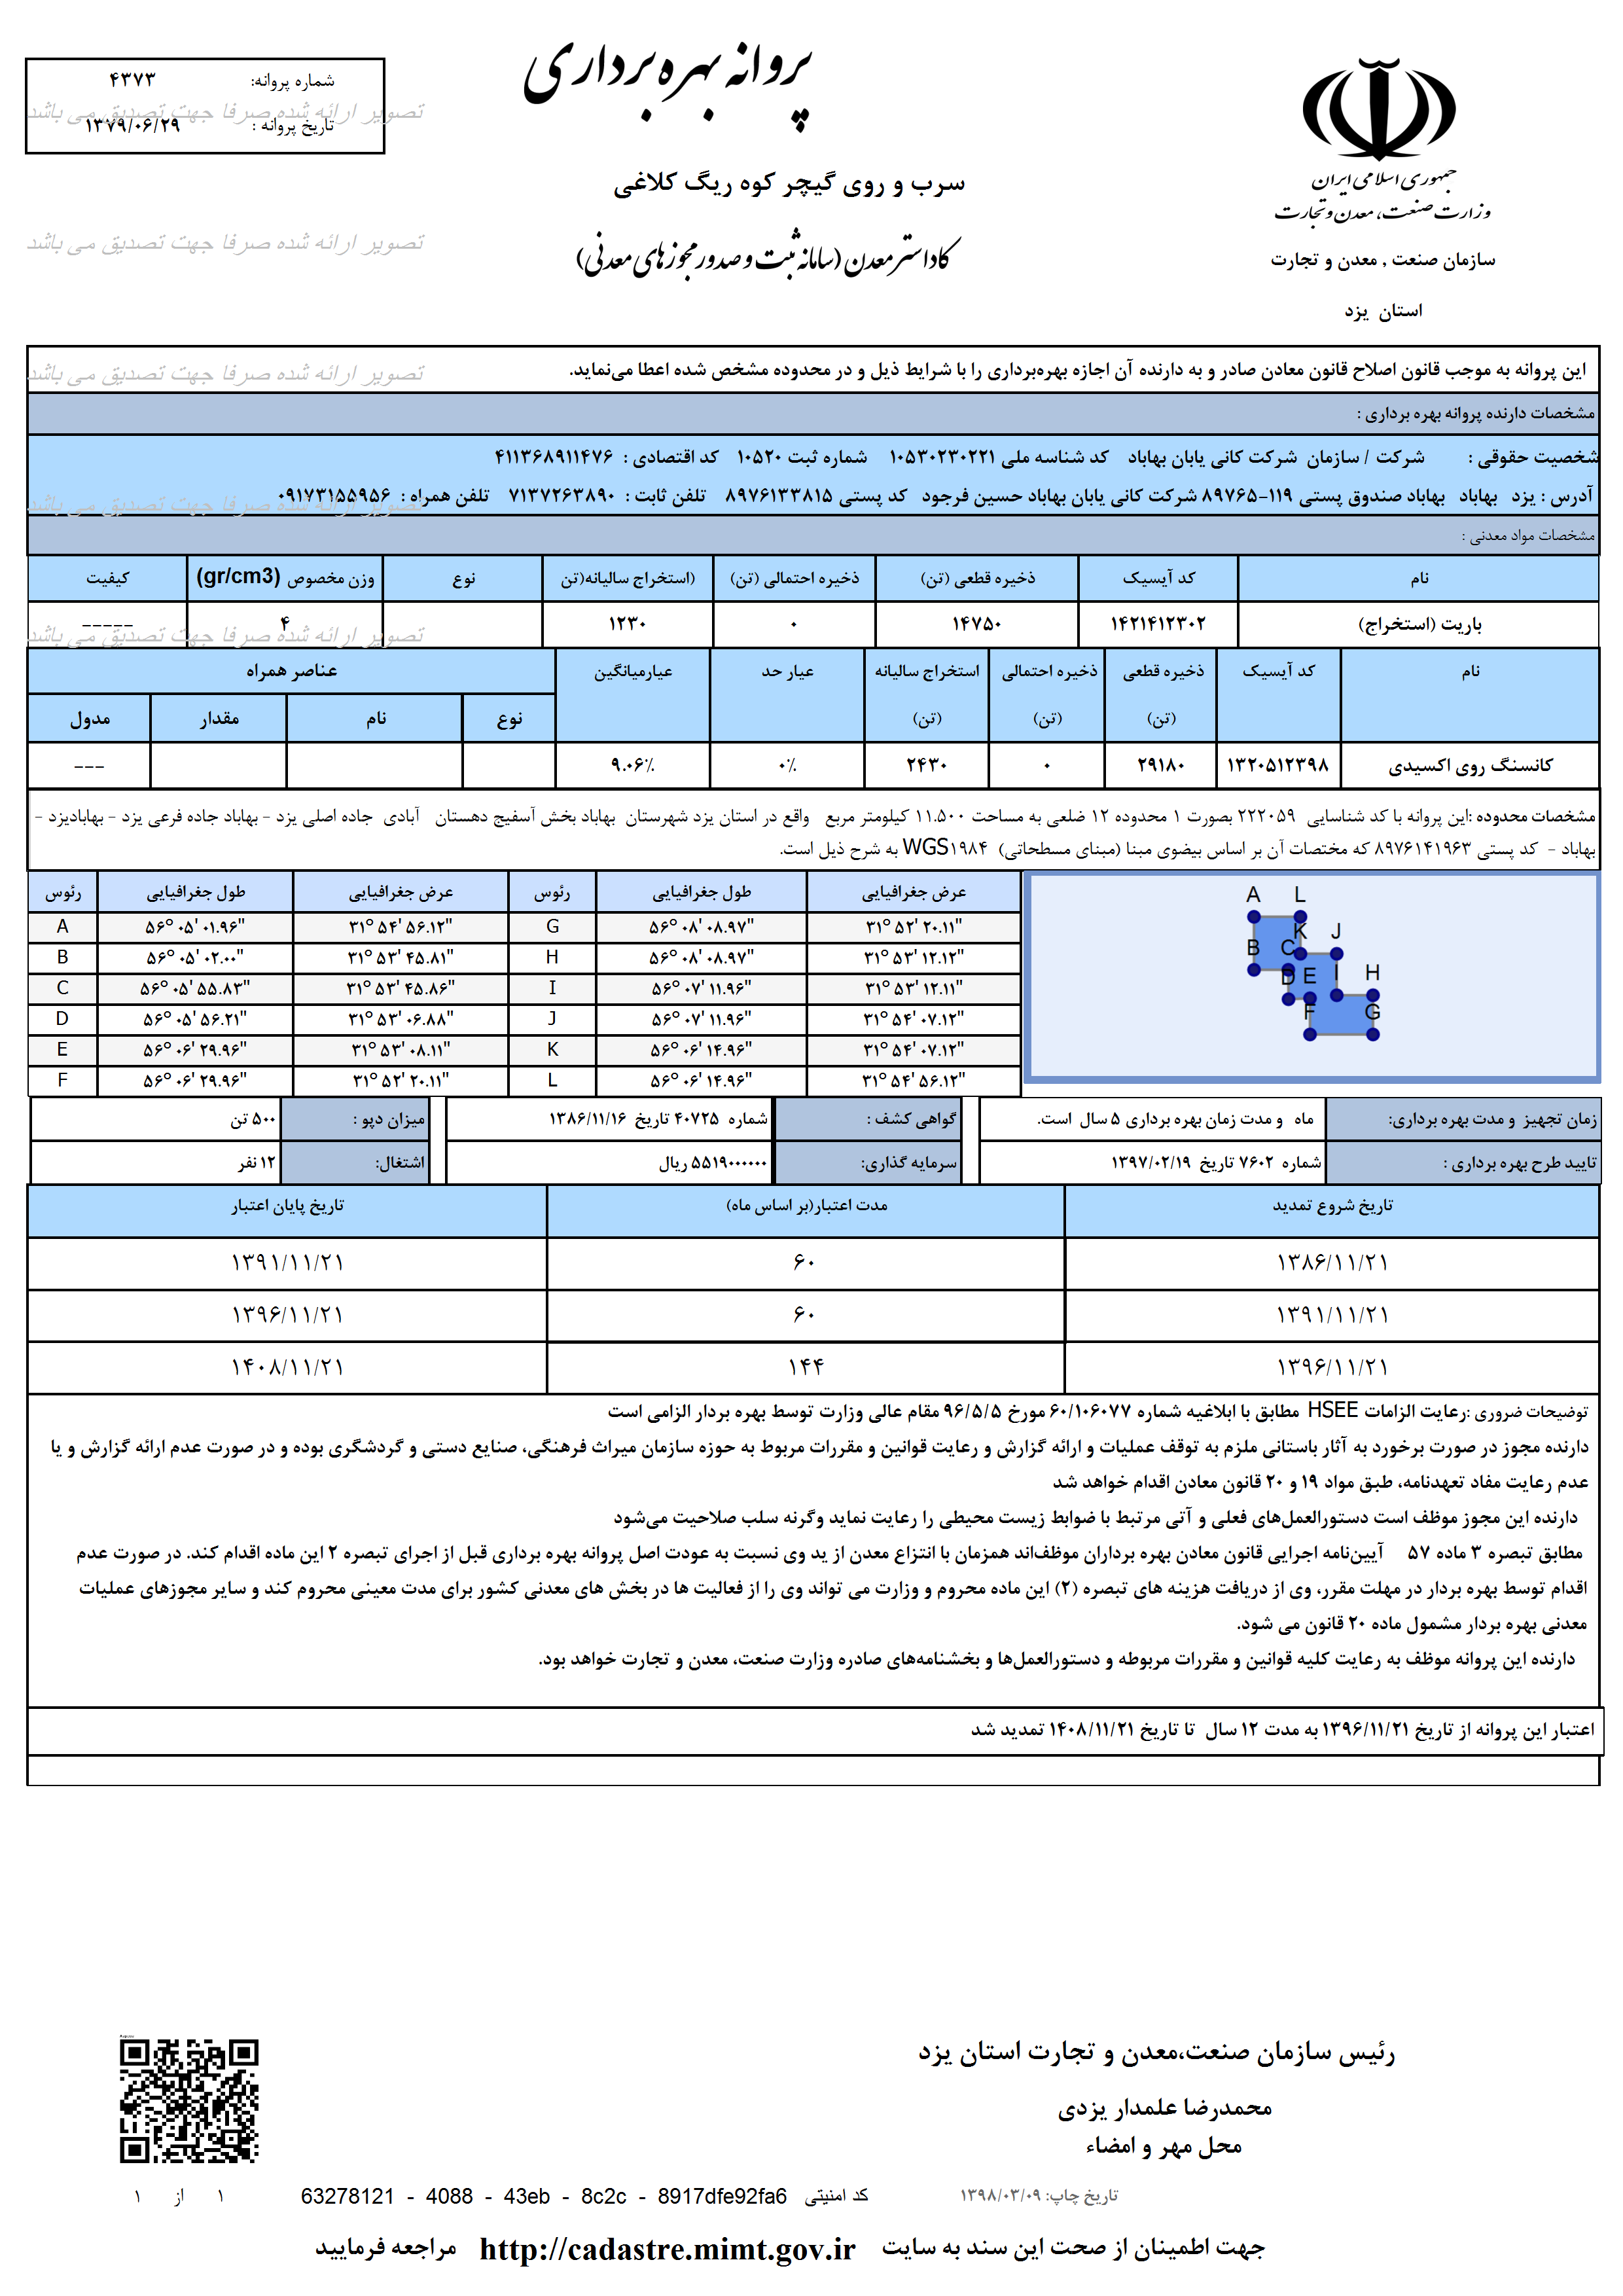 جمهوری اسلامی ایران
وزارت صنعت، معدن و تجارت
سازمان صنعت , معدن و تجارت
استان یزد
پروانه بهره برداری
سرب و روی گیچر کوه ریگ کلاغی
کاداستر معدن (سامانه ثبت و صدور مجوزهای معدنی)
شماره پروانه: ۴۳۷۳
تصویر ارائه شده صرفا جهت تصدیق می باشد
تاریخ پروانه : ۱۳۷۹/۰۶/۲۹
تصویر ارائه شده صرفا جهت تصدیق می باشد
تصویر ارائه شده صرفا جهت تصدیق می باشد
این پروانه به موجب قانون اصلاح قانون معادن صادر و به دارنده آن اجازه بهره‌برداری را با شرایط ذیل و در محدوده مشخص شده اعطا می‌نماید.
مشخصات دارنده پروانه بهره برداری :
شخصیت حقوقی : شرکت / سازمان شرکت کانی یابان بهاباد کد شناسه ملی ۱۰۵۳۰۲۳۰۲۲۱ شماره ثبت ۱۰۵۲۰ کد اقتصادی : ۴۱۱۳۶۸۹۱۱۴۷۶
آدرس : یزد بهاباد بهاباد صندوق پستی ۱۱۹-۸۹۷۶۵ شرکت کانی یابان بهاباد حسین فرجود کد پستی ۸۹۷۶۱۳۳۸۱۵ تلفن ثابت : ۷۱۳۷۲۶۳۸۹۰ تلفن همراه : ۰۹۱۷۳۱۵۵۹۵۶
تصویر ارائه شده صرفا جهت تصدیق می باشد
مشخصات مواد معدنی :
نام کد آیسیک ذخیره قطعی (تن) ذخیره احتمالی (تن) (استخراج سالیانه(تن نوع وزن مخصوص (gr/cm3) کیفیت
باریت (استخراج) ۱۴۲۱۴۱۲۳۰۲ ۱۴۷۵۰ ۰ ۱۲۳۰ ۴ -----
تصویر ارائه شده صرفا جهت تصدیق می باشد
نام کد آیسیک ذخیره قطعی (تن) ذخیره احتمالی (تن) استخراج سالیانه (تن) عیار حد عیارمیانگین عناصر همراه
نوع نام مقدار مدول
کانسنگ روی اکسیدی ۱۳۲۰۵۱۲۳۹۸ ۲۹۱۸۰ ۰ ۲۴۳۰ ۰% ۹.۰۶% ---
مشخصات محدوده :این پروانه با کد شناسایی ۲۲۲۰۵۹ بصورت ۱ محدوده ۱۲ ضلعی به مساحت ۱۱.۵۰۰ کیلومتر مربع واقع در استان یزد شهرستان بهاباد بخش آسفیج دهستان آبادی جاده اصلی یزد - بهاباد جاده فرعی یزد - بهابادیزد -
بهاباد - کد پستی ۸۹۷۶۱۴۱۹۶۳ که مختصات آن بر اساس بیضوی مبنا (مبنای مسطحاتی) WGS۱۹۸۴ به شرح ذیل است.
رئوس طول جغرافیایی عرض جغرافیایی رئوس طول جغرافیایی عرض جغرافیایی
A ۵۶° ۰۵' ۰۱.۹۶" ۳۱° ۵۴' ۵۶.۱۲" G ۵۶° ۰۸' ۰۸.۹۷" ۳۱° ۵۲' ۲۰.۱۱"
B ۵۶° ۰۵' ۰۲.۰۰" ۳۱° ۵۳' ۴۵.۸۱" H ۵۶° ۰۸' ۰۸.۹۷" ۳۱° ۵۳' ۱۲.۱۲"
C ۵۶° ۰۵' ۵۵.۸۳" ۳۱° ۵۳' ۴۵.۸۶" I ۵۶° ۰۷' ۱۱.۹۶" ۳۱° ۵۳' ۱۲.۱۱"
D ۵۶° ۰۵' ۵۶.۲۱" ۳۱° ۵۳' ۰۶.۸۸" J ۵۶° ۰۷' ۱۱.۹۶" ۳۱° ۵۴' ۰۷.۱۲"
E ۵۶° ۰۶' ۲۹.۹۶" ۳۱° ۵۳' ۰۸.۱۱" K ۵۶° ۰۶' ۱۴.۹۶" ۳۱° ۵۴' ۰۷.۱۲"
F ۵۶° ۰۶' ۲۹.۹۶" ۳۱° ۵۲' ۲۰.۱۱" L ۵۶° ۰۶' ۱۴.۹۶" ۳۱° ۵۴' ۵۶.۱۲"
A L
K J
B C
D E I H
F G
زمان تجهیز و مدت بهره برداری: ماه و مدت زمان بهره برداری ۵ سال است. گواهی کشف : شماره ۴۰۷۲۵ تاریخ ۱۳۸۶/۱۱/۱۶ میزان دپو : ۵۰۰ تن
تایید طرح بهره برداری : شماره ۷۶۰۲ تاریخ ۱۳۹۷/۰۲/۱۹ سرمایه گذاری: ۵۵۱۹۰۰۰۰۰۰ ریال اشتغال: ۱۲ نفر
تاریخ شروع تمدید مدت اعتبار(بر اساس ماه) تاریخ پایان اعتبار
۱۳۸۶/۱۱/۲۱ ۶۰ ۱۳۹۱/۱۱/۲۱
۱۳۹۱/۱۱/۲۱ ۶۰ ۱۳۹۶/۱۱/۲۱
۱۳۹۶/۱۱/۲۱ ۱۴۴ ۱۴۰۸/۱۱/۲۱
توضیحات ضروری :رعایت الزامات HSEE مطابق با ابلاغیه شماره ۶۰/۱۰۶۰۷۷ مورخ ۹۶/۵/۵ مقام عالی وزارت توسط بهره بردار الزامی است
دارنده مجوز در صورت برخورد به آثار باستانی ملزم به توقف عملیات و ارائه گزارش و رعایت قوانین و مقررات مربوط به حوزه سازمان میراث فرهنگی، صنایع دستی و گردشگری بوده و در صورت عدم ارائه گزارش و یا
عدم رعایت مفاد تعهدنامه، طبق مواد ۱۹ و ۲۰ قانون معادن اقدام خواهد شد
دارنده این مجوز موظف است دستورالعمل‌های فعلی و آتی مرتبط با ضوابط زیست محیطی را رعایت نماید وگرنه سلب صلاحیت می‌شود
مطابق تبصره ۳ ماده ۵۷ آیین‌نامه اجرایی قانون معادن بهره برداران موظف‌اند همزمان با انتزاع معدن از ید وی نسبت به عودت اصل پروانه بهره برداری قبل از اجرای تبصره ۲ این ماده اقدام کند. در صورت عدم
اقدام توسط بهره بردار در مهلت مقرر، وی از دریافت هزینه های تبصره (۲) این ماده محروم و وزارت می تواند وی را از فعالیت ها در بخش های معدنی کشور برای مدت معینی محروم کند و سایر مجوزهای عملیات
معدنی بهره بردار مشمول ماده ۲۰ قانون می شود.
دارنده این پروانه موظف به رعایت کلیه قوانین و مقررات مربوطه و دستورالعمل‌ها و بخشنامه‌های صادره وزارت صنعت، معدن و تجارت خواهد بود.
اعتبار این پروانه از تاریخ ۱۳۹۶/۱۱/۲۱ به مدت ۱۲ سال تا تاریخ ۱۴۰۸/۱۱/۲۱ تمدید شد
رئیس سازمان صنعت،معدن و تجارت استان یزد
محمدرضا علمدار یزدی
محل مهر و امضاء
تاریخ چاپ: ۱۳۹۸/۰۳/۰۹ کد امنیتی 63278121 - 4088 - 43eb - 8c2c - 8917dfe92fa6 ۱ از ۱
جهت اطمینان از صحت این سند به سایت http://cadastre.mimt.gov.ir مراجعه فرمایید